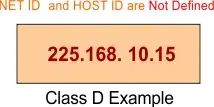 NET ID and HOST ID are Not Defined
225.168. 10.15
Class D Example